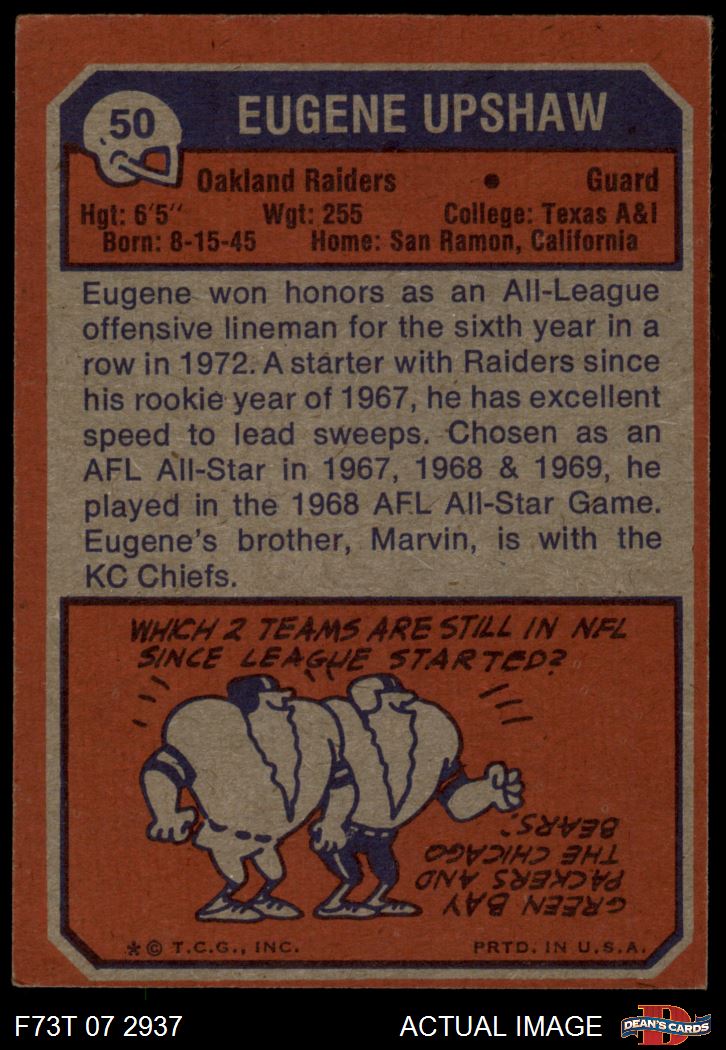 50
EUGENE UPSHAW
Oakland Raiders • Guard
Hgt: 6'5" Wgt: 255 College: Texas A&I
Born: 8-15-45 Home: San Ramon, California
Eugene won honors as an All-League
offensive lineman for the sixth year in a
row in 1972. A starter with Raiders since
his rookie year of 1967, he has excellent
speed to lead sweeps. Chosen as an
AFL All-Star in 1967, 1968 & 1969, he
played in the 1968 AFL All-Star Game.
Eugene's brother, Marvin, is with the
KC Chiefs.
WHICH 2 TEAMS ARE STILL IN NFL
SINCE LEAGUE STARTED?
GREEN BAY
PACKERS AND
THE CHICAGO
BEARS.
* © T.C.G., INC. PRTD. IN U.S.A.
F73T 07 2937 ACTUAL IMAGE
D
DEAN'S CARDS